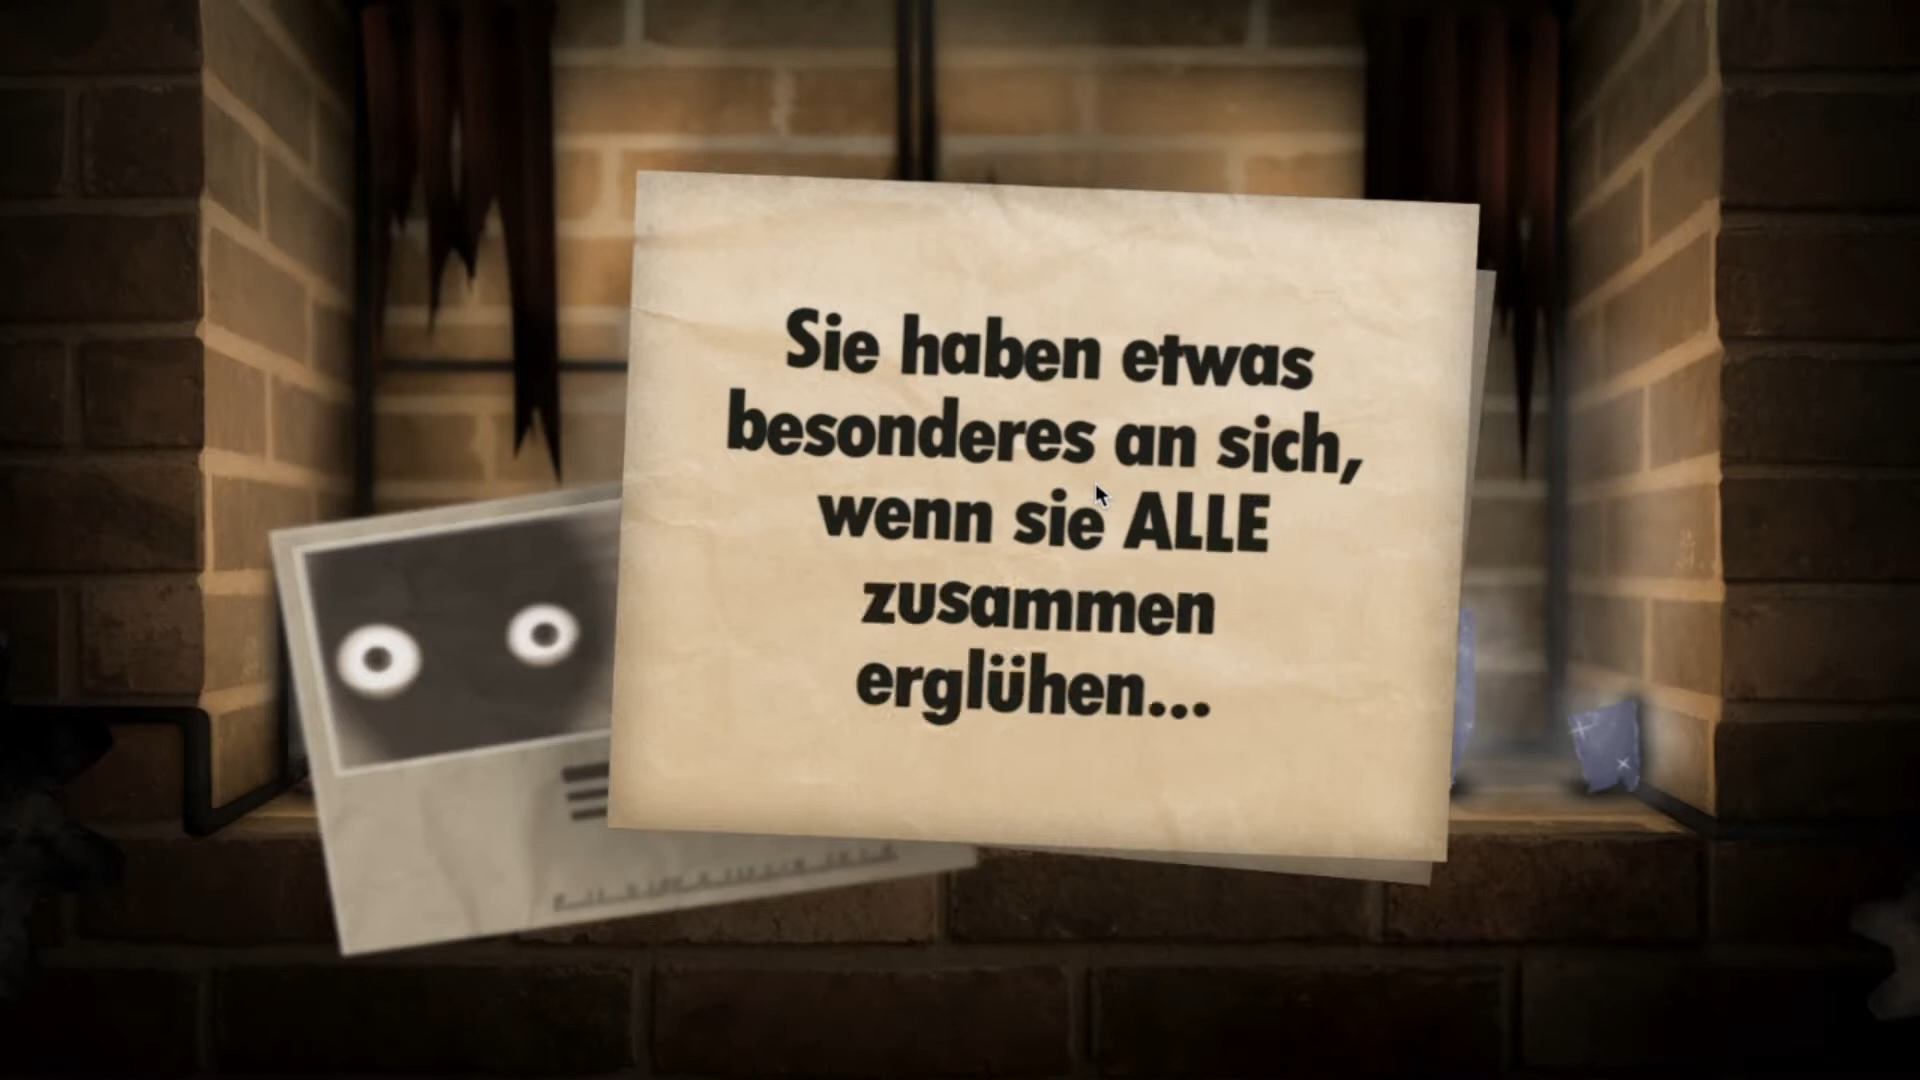 Sie haben etwas
besonderes an sich,
wenn sie ALLE
zusammen
erglühen...